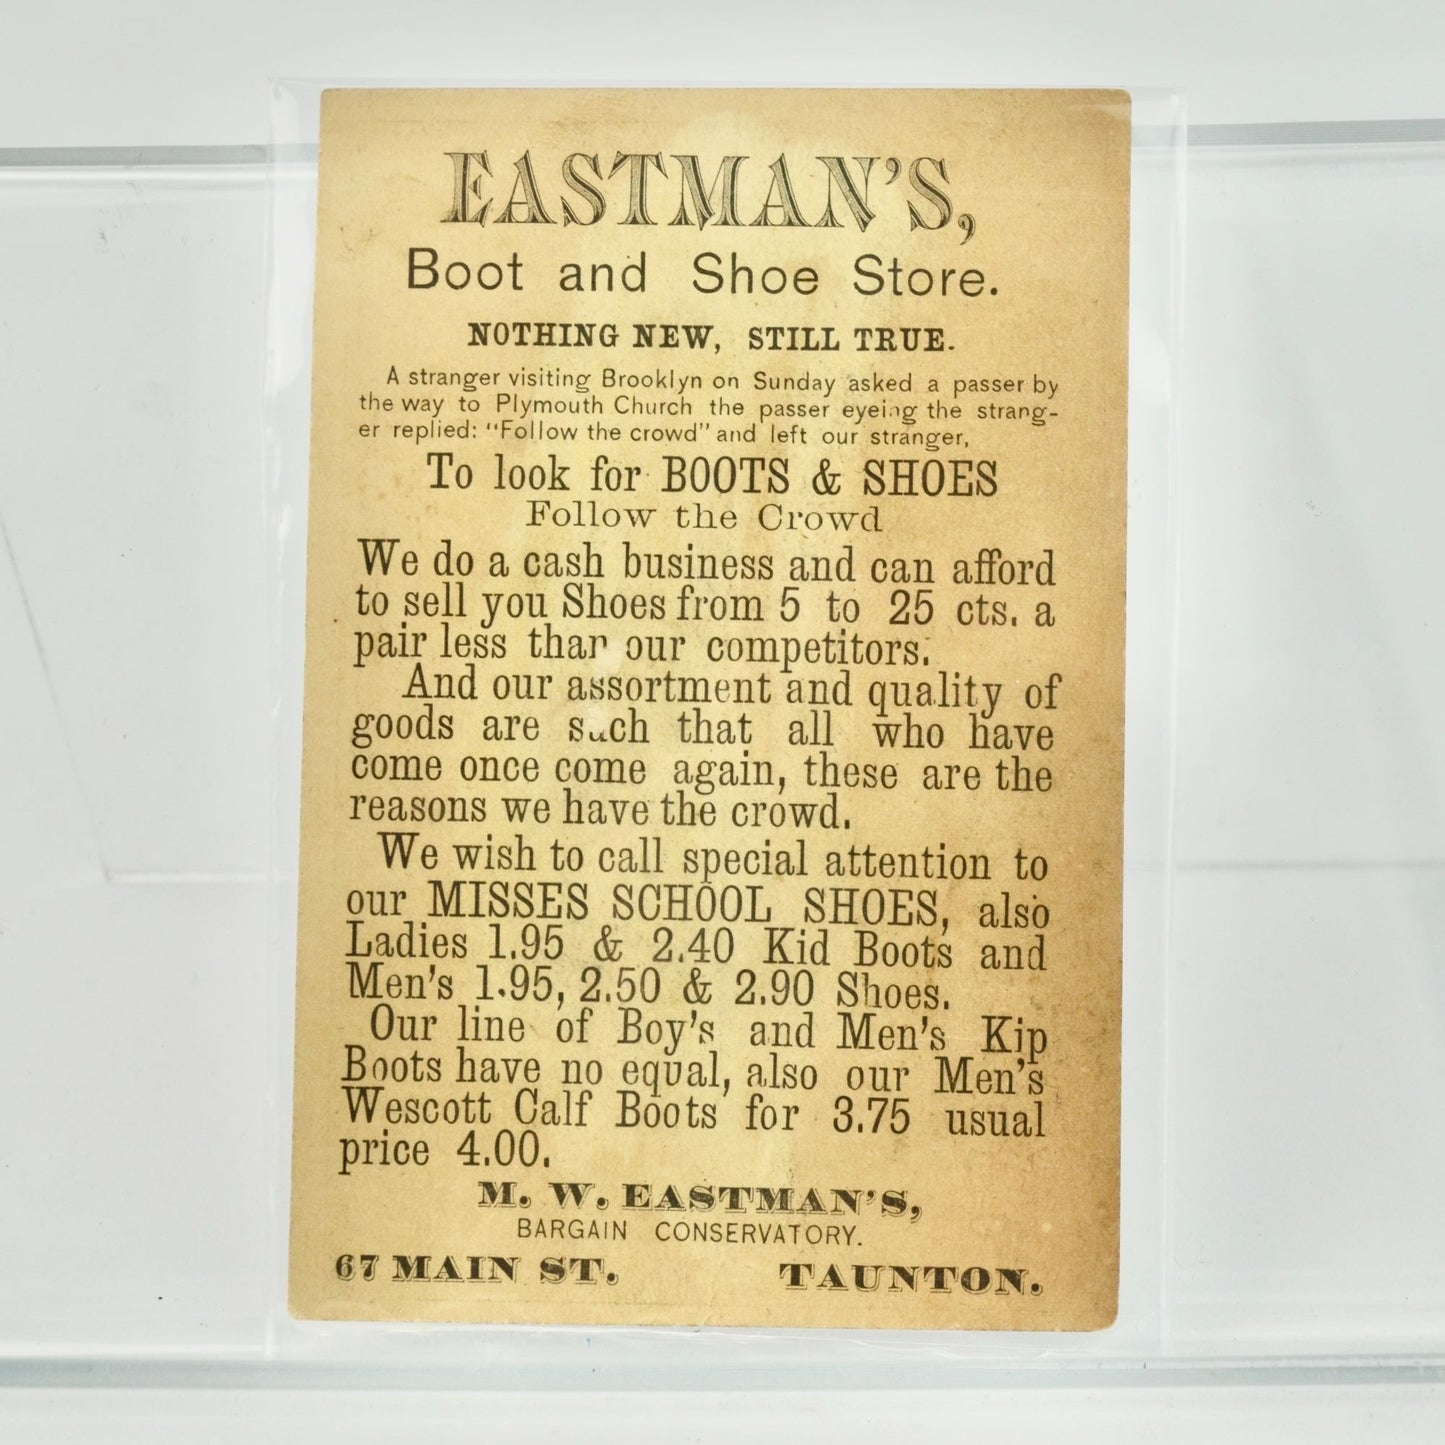 EASTMAN'S,
Boot and Shoe Store.
NOTHING NEW, STILL TRUE.
A stranger visiting Brooklyn on Sunday asked a passer by
the way to Plymouth Church the passer eyeing the strang-
er replied: "Follow the crowd" and left our stranger,
To look for BOOTS & SHOES
Follow the Crowd
We do a cash business and can afford
to sell you Shoes from 5 to 25 cts. a
pair less than our competitors.
And our assortment and quality of
goods are such that all who have
come once come again, these are the
reasons we have the crowd.
We wish to call special attention to
our MISSES SCHOOL SHOES, also
Ladies 1.95 & 2.40 Kid Boots and
Men's 1.95, 2.50 & 2.90 Shoes.
Our line of Boy's and Men's Kip
Boots have no equal, also our Men's
Wescott Calf Boots for 3.75 usual
price 4.00.
M. W. EASTMAN'S,
BARGAIN CONSERVATORY.
67 MAIN ST. TAUNTON.